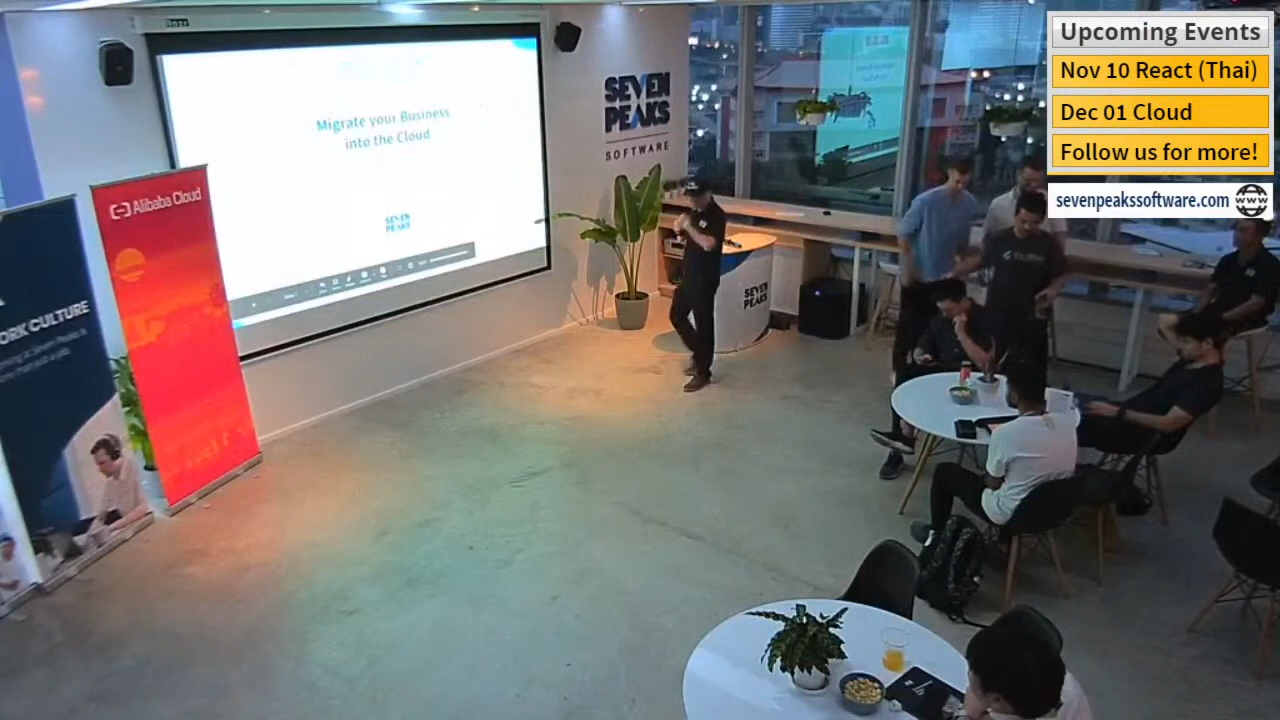 Upcoming Events
Nov 10 React (Thai)
Dec 01 Cloud
Follow us for more!
sevenpeakssoftware.com
Migrate your Business
into the Cloud
SEVEN
PEAKS
SEVEN
PEAKS
SOFTWARE
Alibaba Cloud
ORK CULTURE
SEVEN
PEAKS